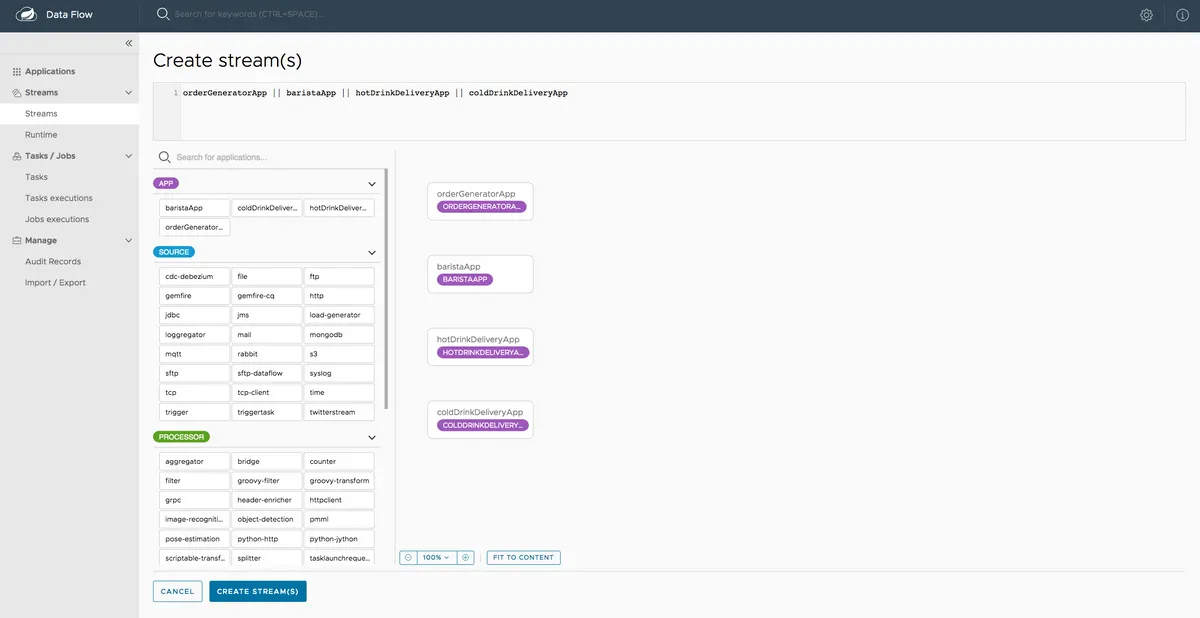 Data Flow
Search for keywords (CTRL+SPACE)...
Applications
Streams
Streams
Runtime
Tasks / Jobs
Tasks
Tasks executions
Jobs executions
Manage
Audit Records
Import / Export
Create stream(s)
1 orderGeneratorApp || baristaApp || hotDrinkDeliveryApp || coldDrinkDeliveryApp
Search for applications...
APP
baristaApp coldDrinkDeliver... hotDrinkDeliver...
orderGenerator...
SOURCE
cdc-debezium file ftp
gemfire gemfire-cq http
jdbc jms load-generator
loggregator mail mongodb
mqtt rabbit s3
sftp sftp-dataflow syslog
tcp tcp-client time
trigger triggertask twitterstream
PROCESSOR
aggregator bridge counter
filter groovy-filter groovy-transform
grpc header-enricher httpclient
image-recogniti... object-detection pmml
pose-estimation python-http python-jython
scriptable-transf... splitter tasklaunchreque...
orderGeneratorApp
ORDERGENERATORA...
baristaApp
BARISTAAPP
hotDrinkDeliveryApp
HOTDRINKDELIVERYA...
coldDrinkDeliveryApp
COLDDRINKDELIVERY...
100% FIT TO CONTENT
CANCEL CREATE STREAM(S)